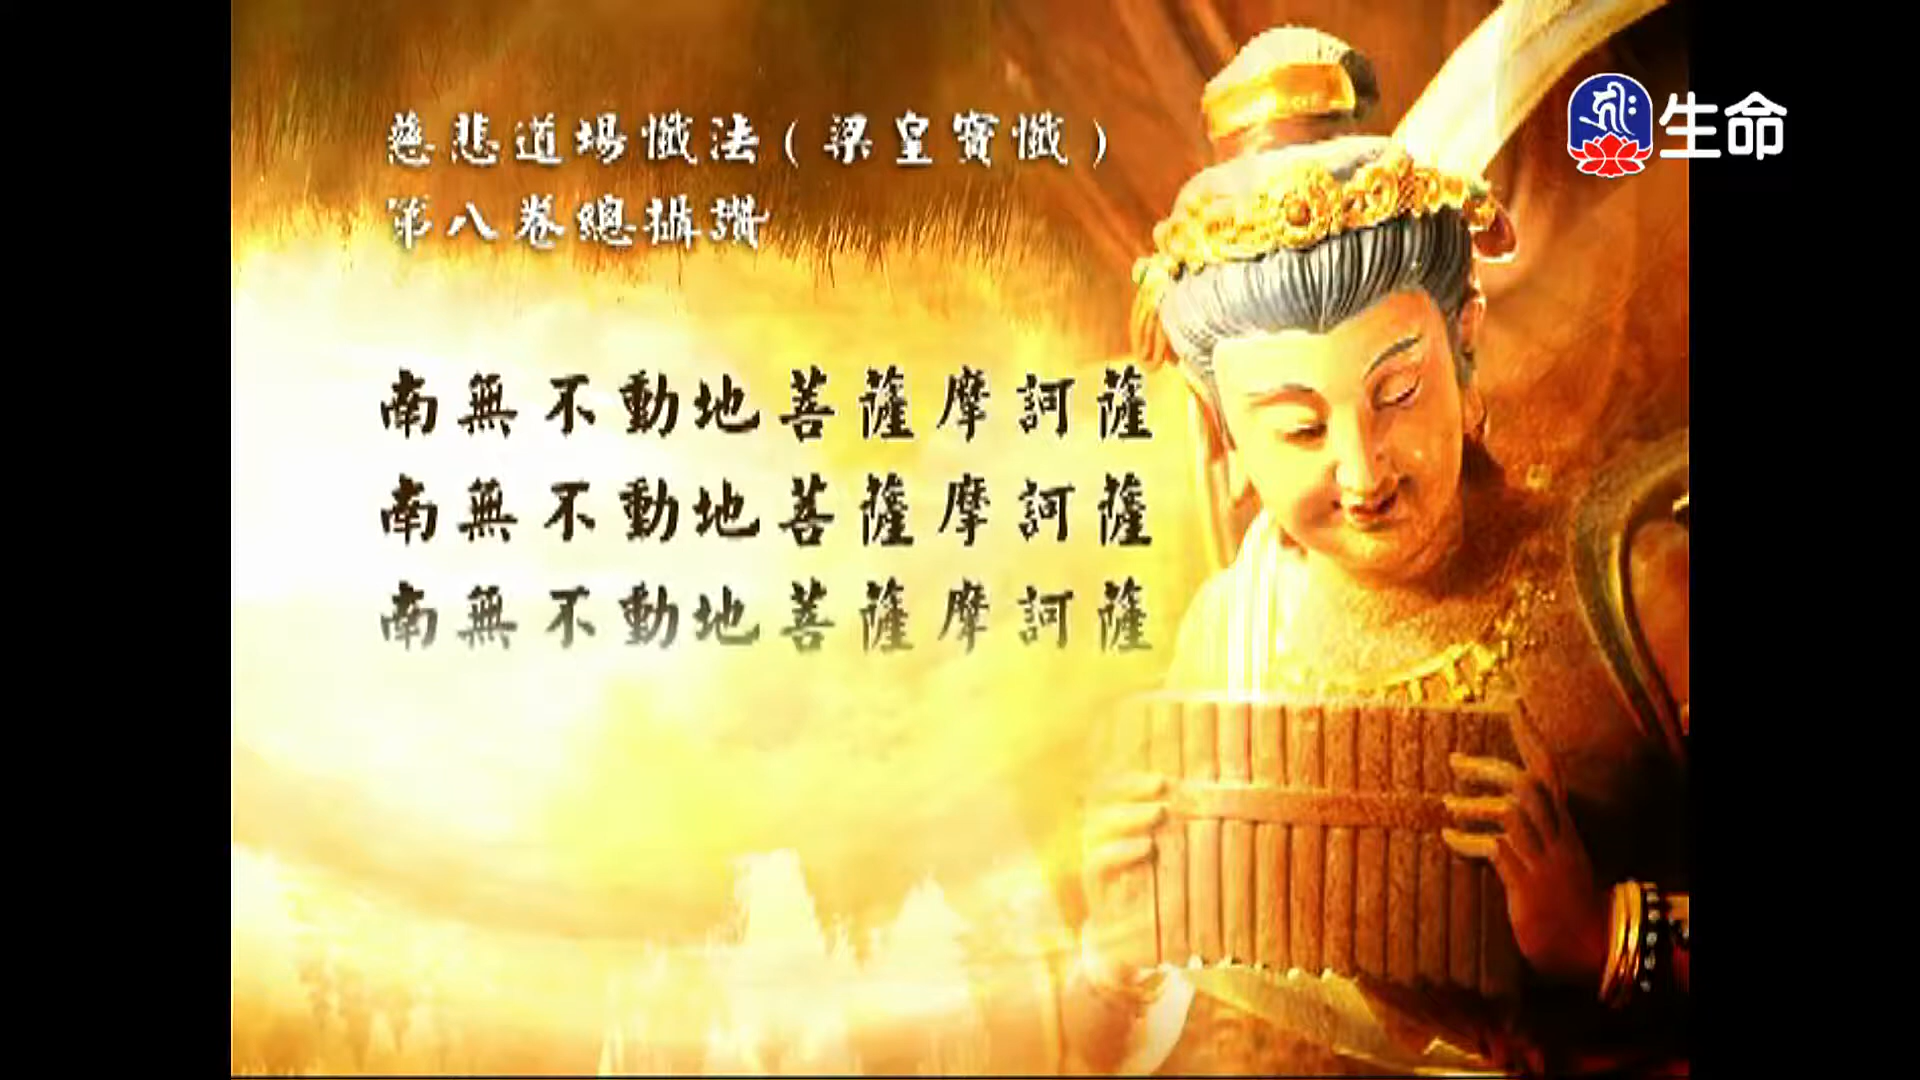 慈悲道場懺法(梁皇寶懺)
第八卷總攝讚
生命
南無不動地菩薩摩訶薩
南無不動地菩薩摩訶薩
南無不動地菩薩摩訶薩